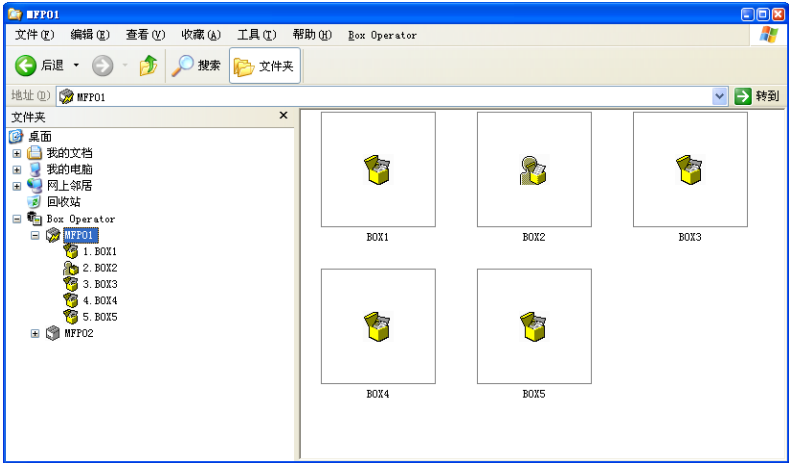 MFP01
文件(F) 编辑(E) 查看(V) 收藏(A) 工具(T) 帮助(H) Box Operator
后退 搜索 文件夹
地址(D) MFP01 转到
文件夹
桌面
我的文档
我的电脑
网上邻居
回收站
Box Operator
MFP01
1.BOX1
2.BOX2
3.BOX3
4.BOX4
5.BOX5
MFP02
BOX1 BOX2 BOX3
BOX4 BOX5